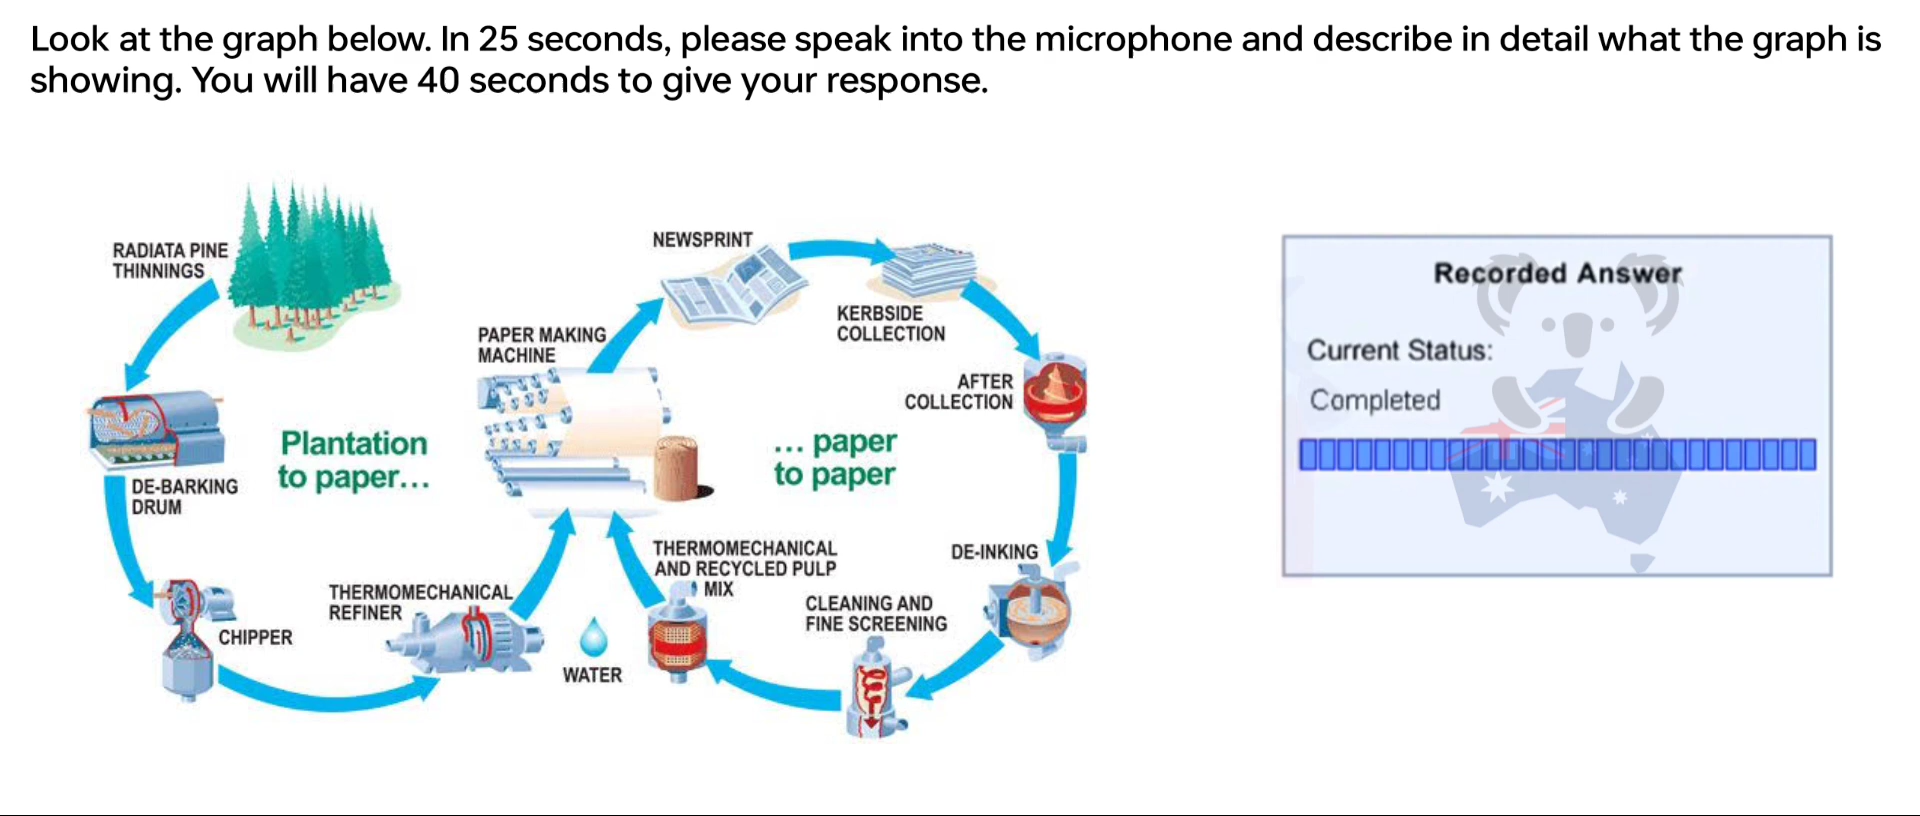 Look at the graph below. In 25 seconds, please speak into the microphone and describe in detail what the graph is
showing. You will have 40 seconds to give your response.
RADIATA PINE
THINNINGS
NEWSPRINT
KERBSIDE
COLLECTION
PAPER MAKING
MACHINE
AFTER
COLLECTION
Plantation
to paper...
... paper
to paper
DE-BARKING
DRUM
THERMOMECHANICAL
AND RECYCLED PULP
MIX
DE-INKING
THERMOMECHANICAL
REFINER
CLEANING AND
FINE SCREENING
CHIPPER
WATER
Recorded Answer
Current Status:
Completed